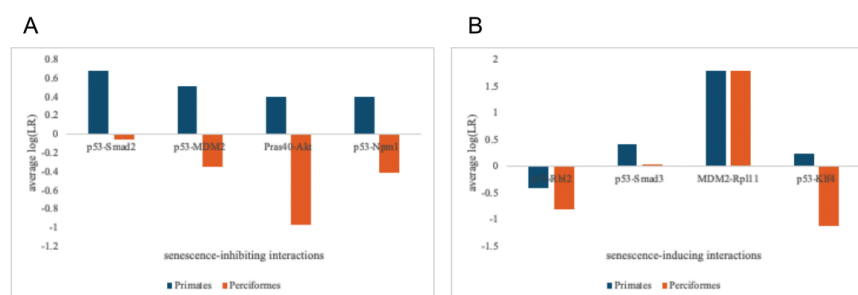 A
B
average log(LR)
0.8
0.6
0.4
0.2
0
-0.2
-0.4
-0.6
-0.8
-1
-1.2
p53-Smad2
p53-MDM2
Pras40-Akt
p53-Npm1
senescence-inhibiting interactions
Primates
Perciformes
average log(LR)
2
1.5
1
0.5
0
-0.5
-1
-1.5
-Rbl2
p53-Smad3
MDM2-Rpl11
p53-Klf4
senescence-inducing interactions
Primates
Perciformes